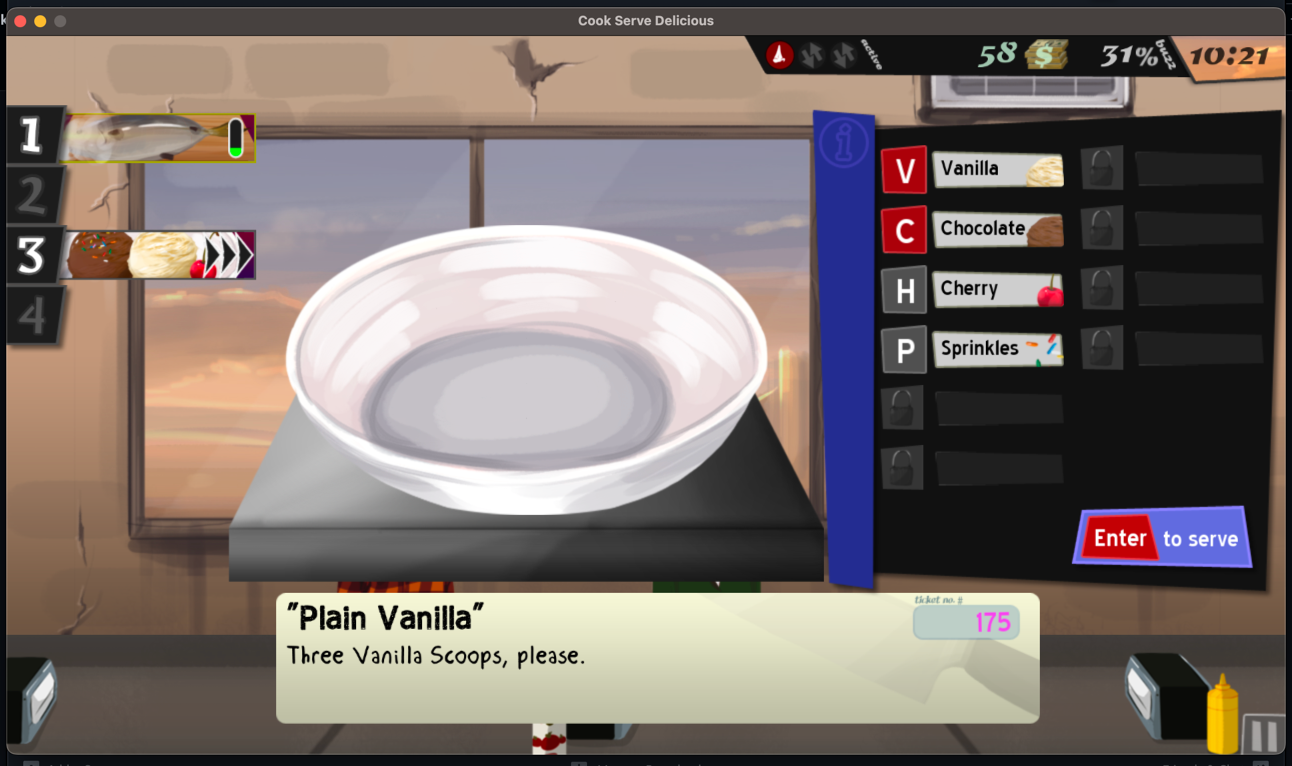 Cook Serve Delicious
active
58
$
31%
buzz
10:21
1
2
3
4
i
V Vanilla
C Chocolate
H Cherry
P Sprinkles
Enter to serve
"Plain Vanilla"
ticket no. #
175
Three Vanilla Scoops, please.